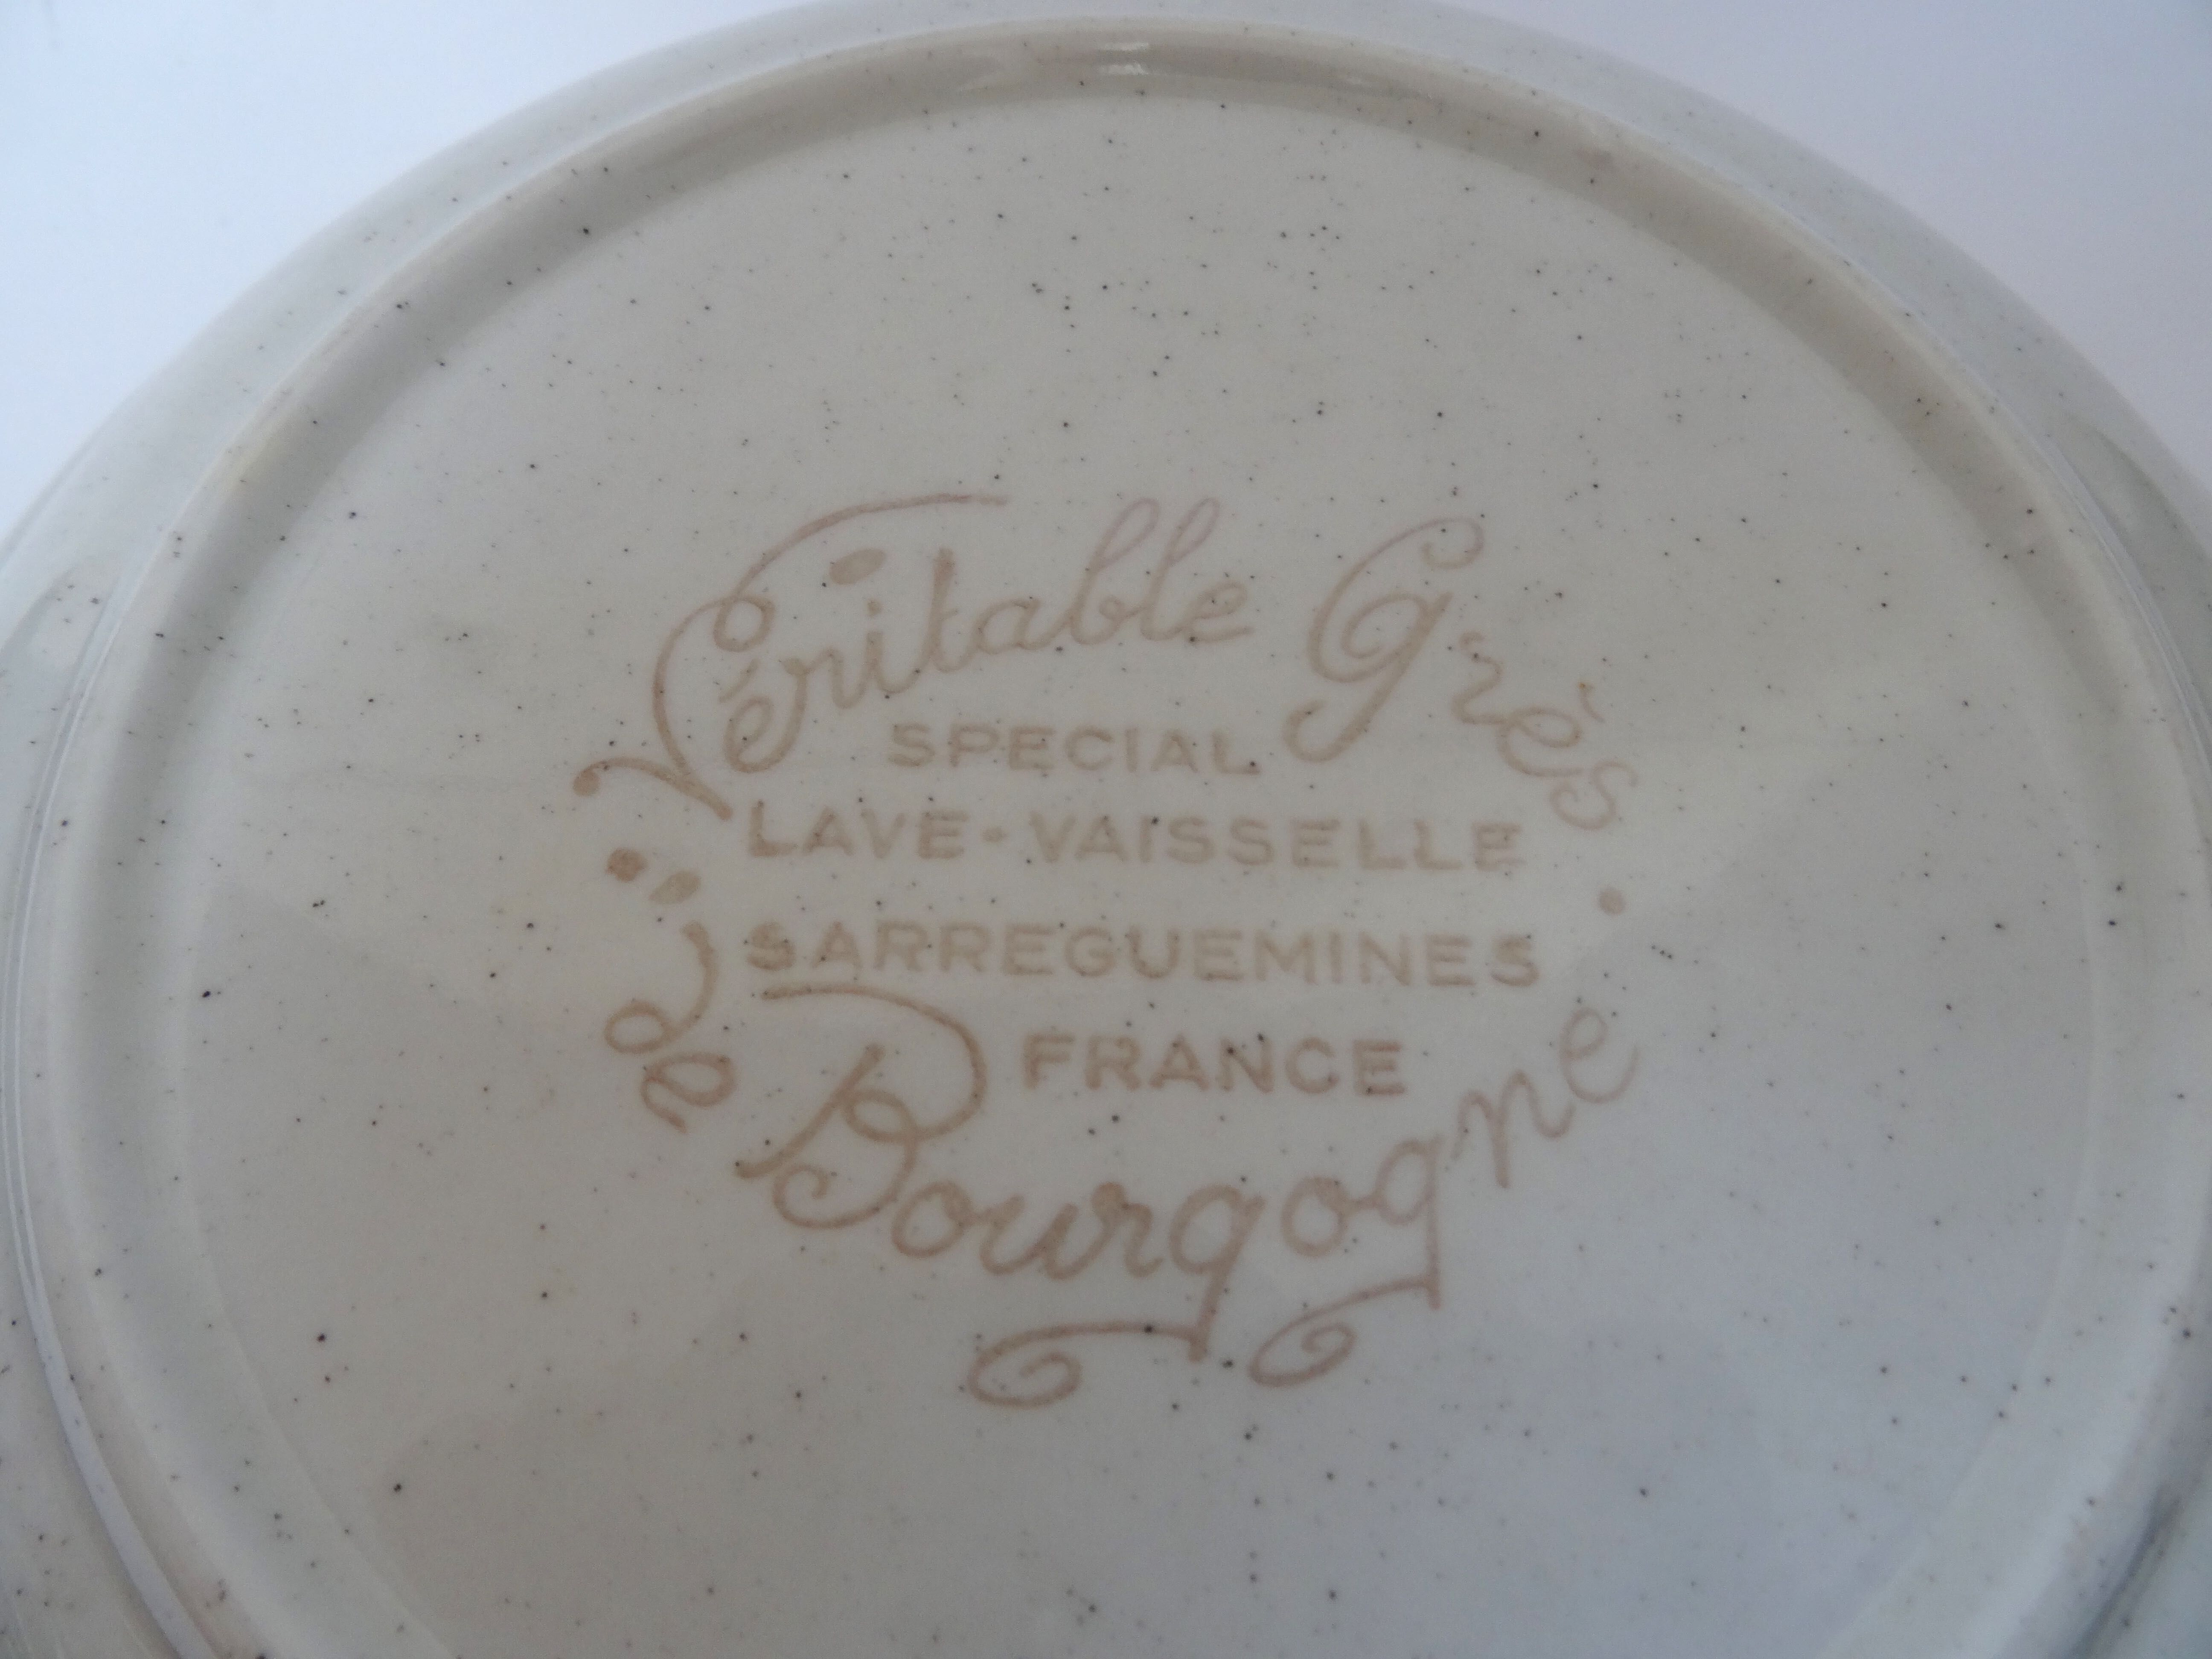 Véritable Grès
SPECIAL
LAVE-VAISSELLE
SARREGUEMINES
FRANCE
de Bourgogne